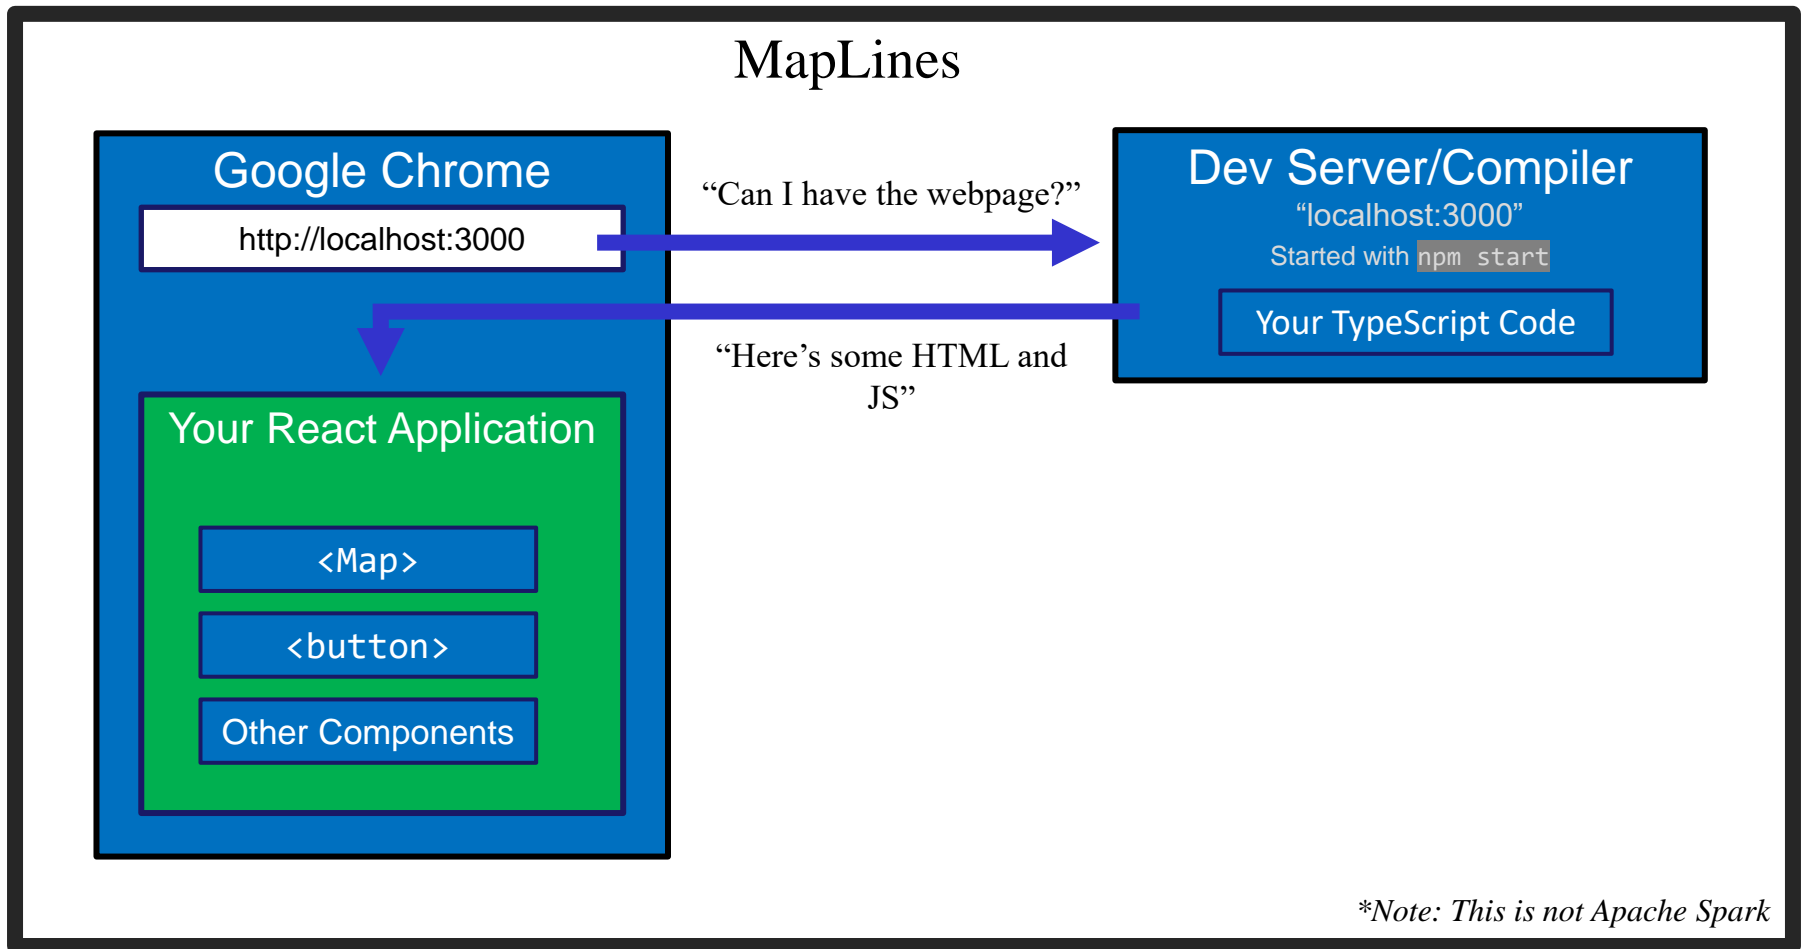 MapLines
Google Chrome
http://localhost:3000
“Can I have the webpage?”
Dev Server/Compiler
“localhost:3000”
Started with npm start
Your TypeScript Code
“Here’s some HTML and
JS”
Your React Application
<Map>
<button>
Other Components
*Note: This is not Apache Spark